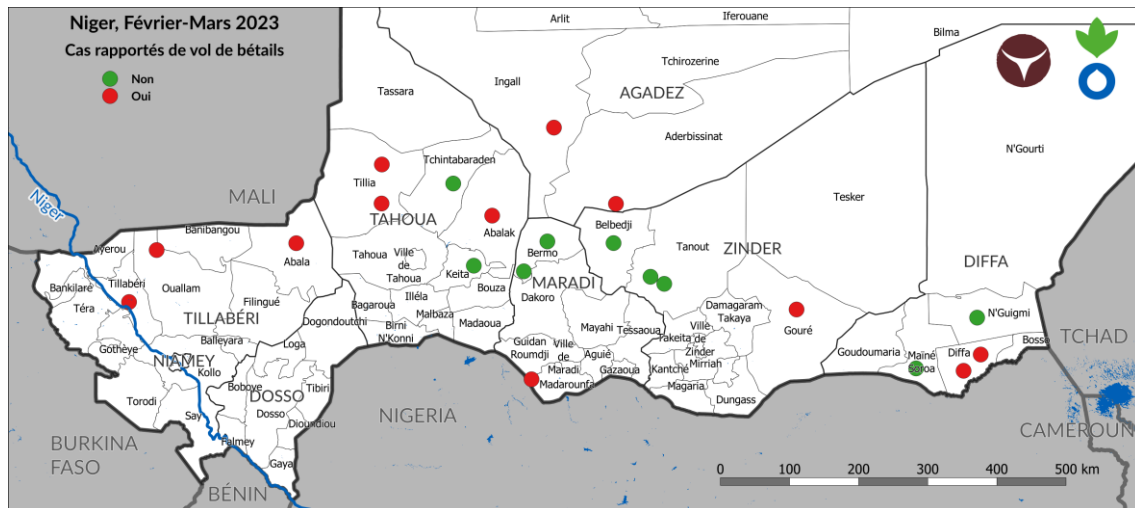 Niger, Février-Mars 2023
Cas rapportés de vol de bétails
Non
Oui
Arlit
Iferouane
Bilma
Tchirozerine
Ingall
Tassara
AGADEZ
Aderbissinat
N'Gourti
Tchintabaraden
Tillia
MALI
Niger
Tesker
TAHOUA
Abalak
Belbedji
Banibangou
Ayerou
Abala
Bermo
Tanout
ZINDER
Tahoua
Ville
de
Tahoua
Keita
DIFFA
Bankilaré
Tillabéri
Ouallam
Filingué
Bouza
MARADI
Dakoro
Téra
TILLABÉRI
Dogondoutchi
Bagaroua
Illéla
Malbaza
Madaoua
Birni
N'Konni
Damagaram
Takaya
N'Guigmi
Mayahi
Tessaoua
Gouré
TCHAD
Gothèye
NIAMEY
Balleyara
Loga
Guidan
Roumdji
Ville
de
Maradi
Madarounfa
Aguié
Gazaoua
Takeita
Ville
de
Zinder
Mirriah
Kantché
Magaria
Dungass
Goudoumaria
Mainé
Soroa
Diffa
Bosso
Kollo
Boboye
DOSSO
Tibiri
Torodi
Say
Dosso
Dioundiou
NIGERIA
BURKINA
FASO
Falmey
Gaya
BÉNIN
CAMEROUN
0 100 200 300 400 500 km